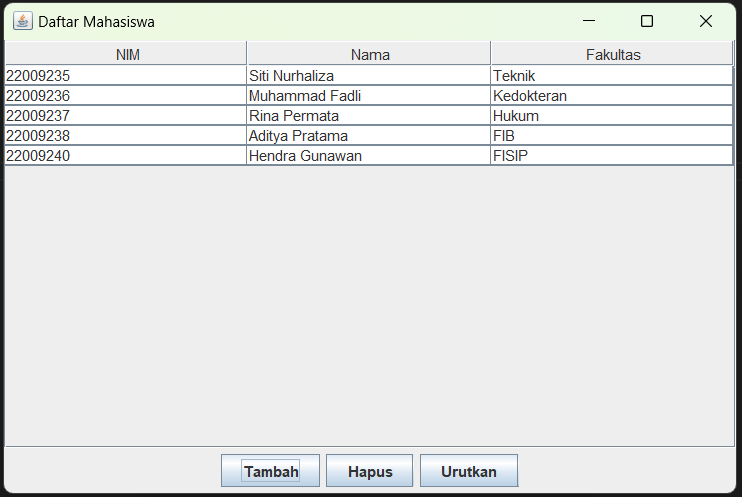 Daftar Mahasiswa
NIM Nama Fakultas
22009235 Siti Nurhaliza Teknik
22009236 Muhammad Fadli Kedokteran
22009237 Rina Permata Hukum
22009238 Aditya Pratama FIB
22009240 Hendra Gunawan FISIP
Tambah Hapus Urutkan